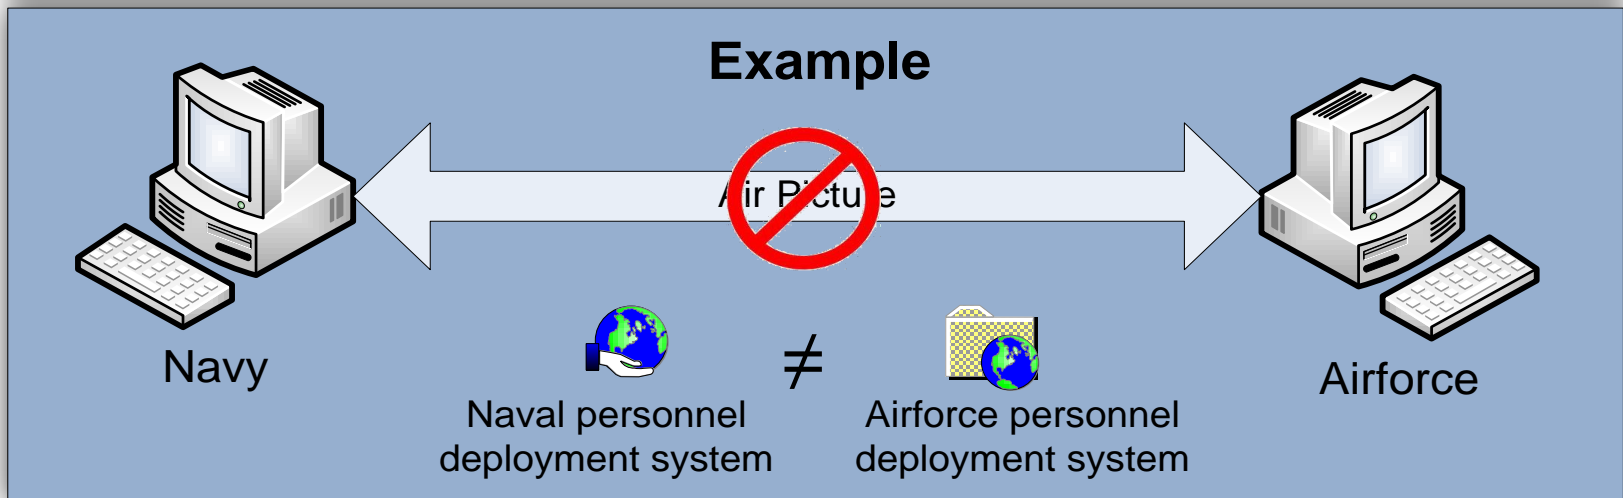 Example
Air Picture
Navy
≠
Airforce
Naval personnel
deployment system
Airforce personnel
deployment system